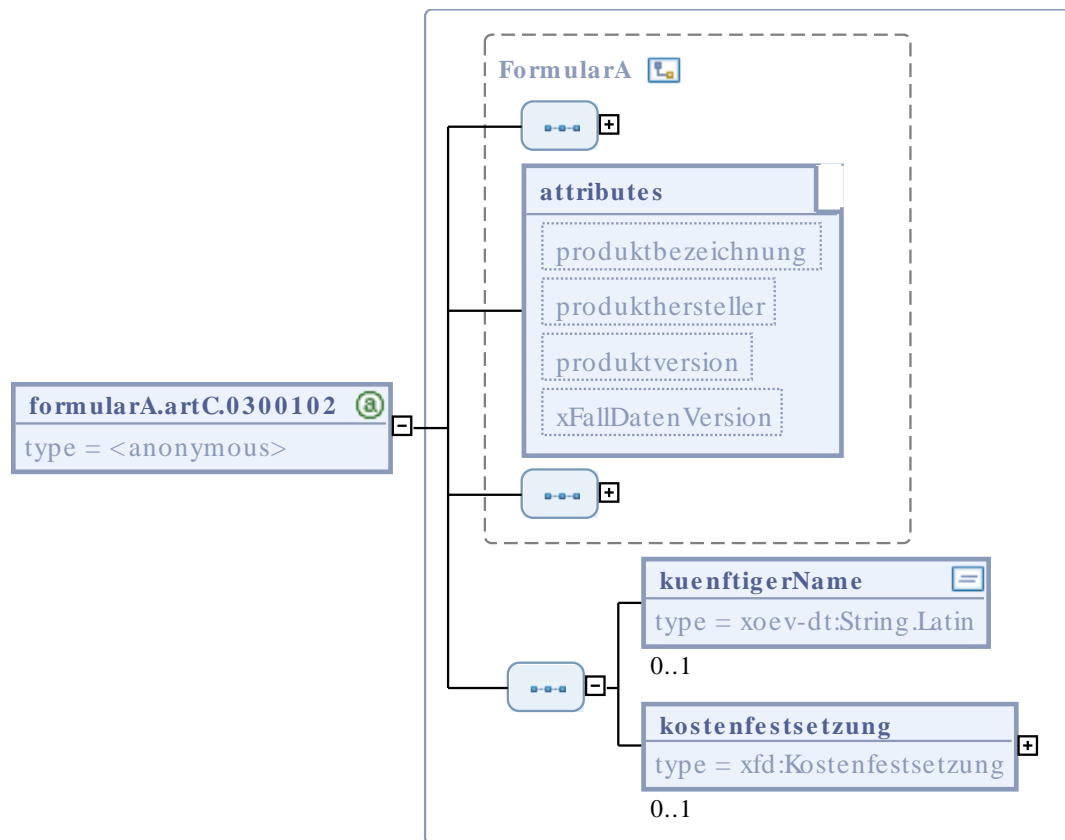 FormularA
attributes
produktbezeichnung
produkthersteller
produktversion
xFallDatenVersion
formularA.artC.0300102
type = <anonymous>
kuenftigerName
type = xoev-dt:String.Latin
0..1
kostenfestsetzung
type = xfd:Kostenfestsetzung
0..1